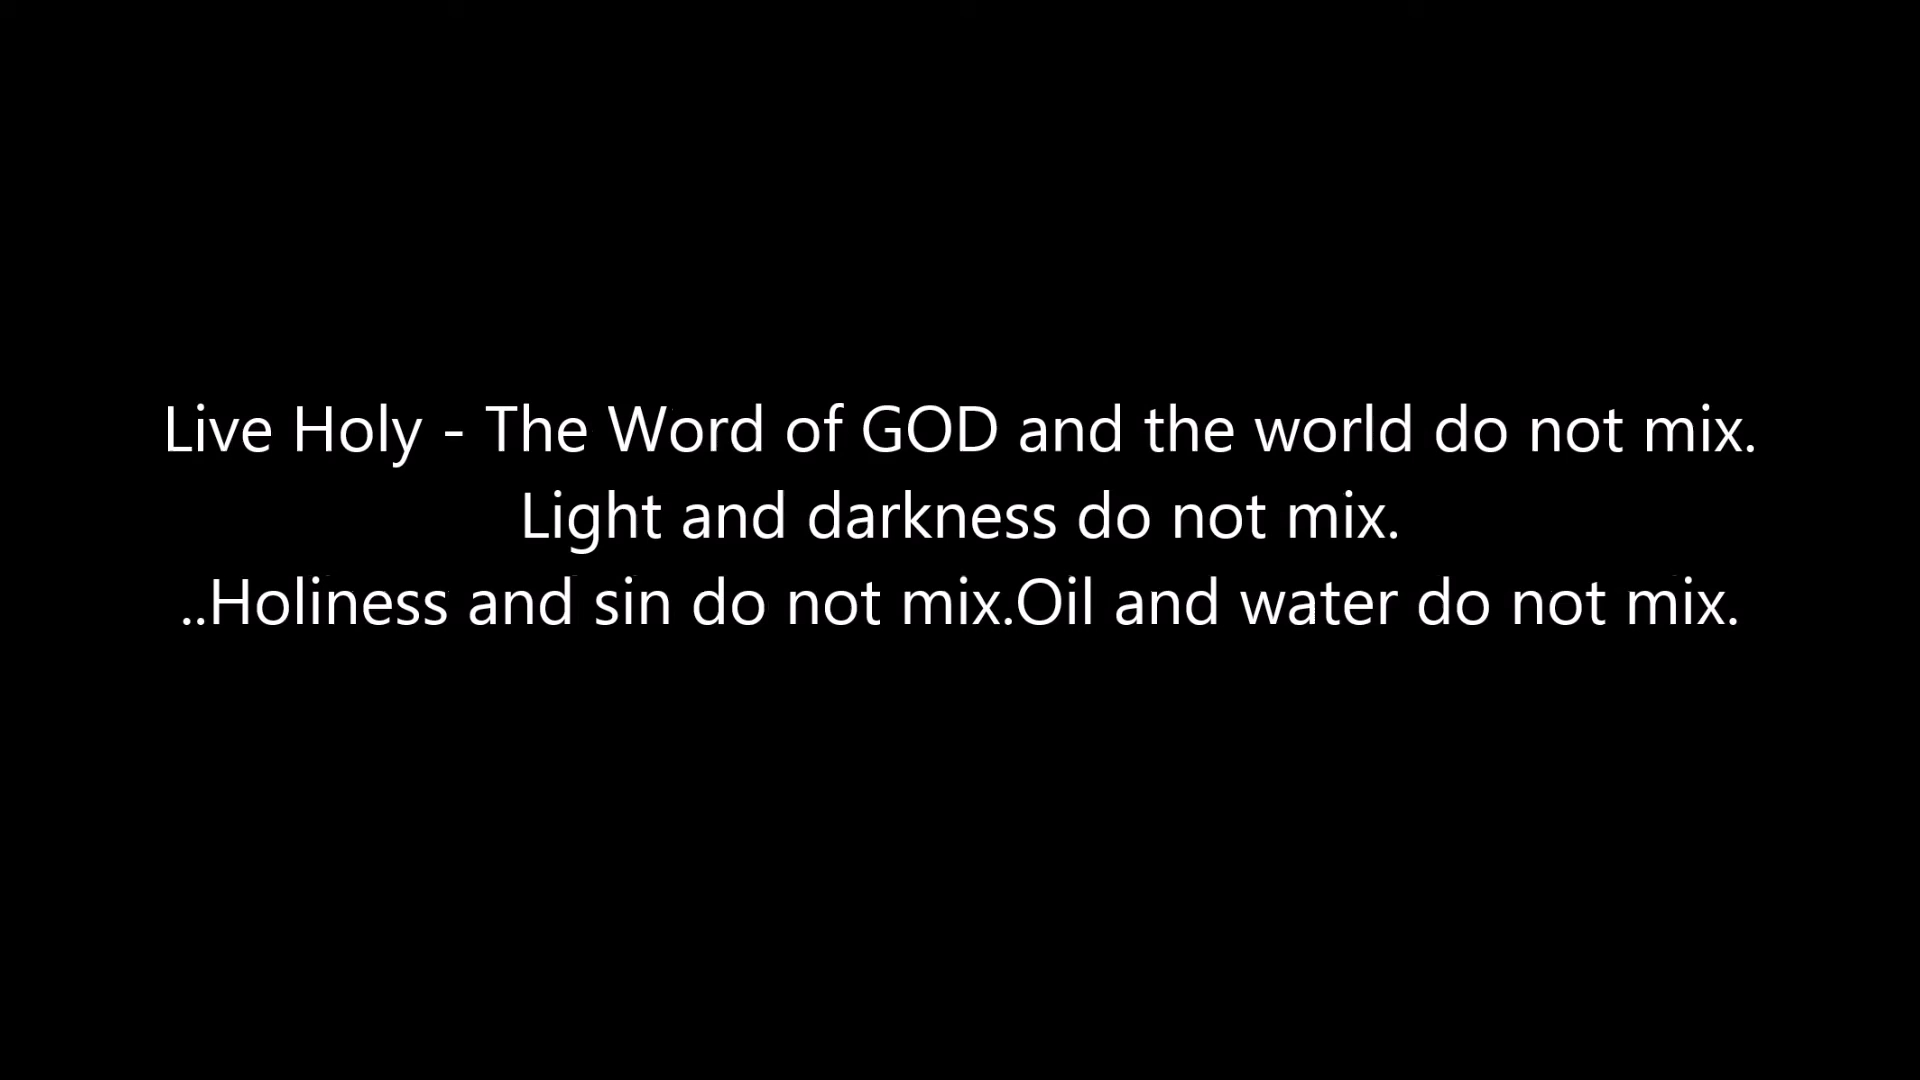 Live Holy - The Word of GOD and the world do not mix.
Light and darkness do not mix.
..Holiness and sin do not mix.Oil and water do not mix.